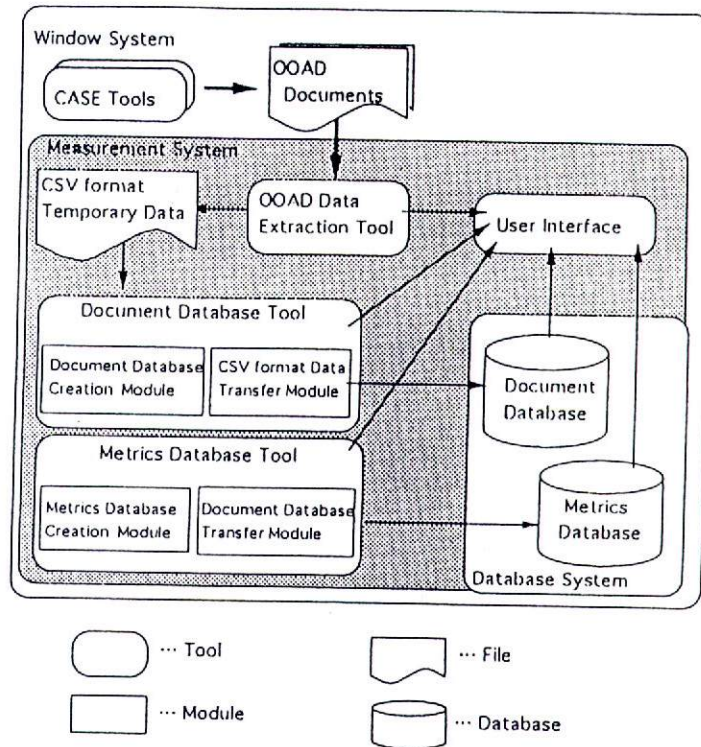 Window System
CASE Tools
OOAD
Documents
Measurement System
CSV format
Temporary Data
OOAD Data
Extraction Tool
User Interface
Document Database Tool
Document Database
Creation Module
CSV format Data
Transfer Module
Document
Database
Metrics Database Tool
Metrics Database
Creation Module
Document Database
Transfer Module
Metrics
Database
Database System
··· Tool
··· File
··· Module
··· Database